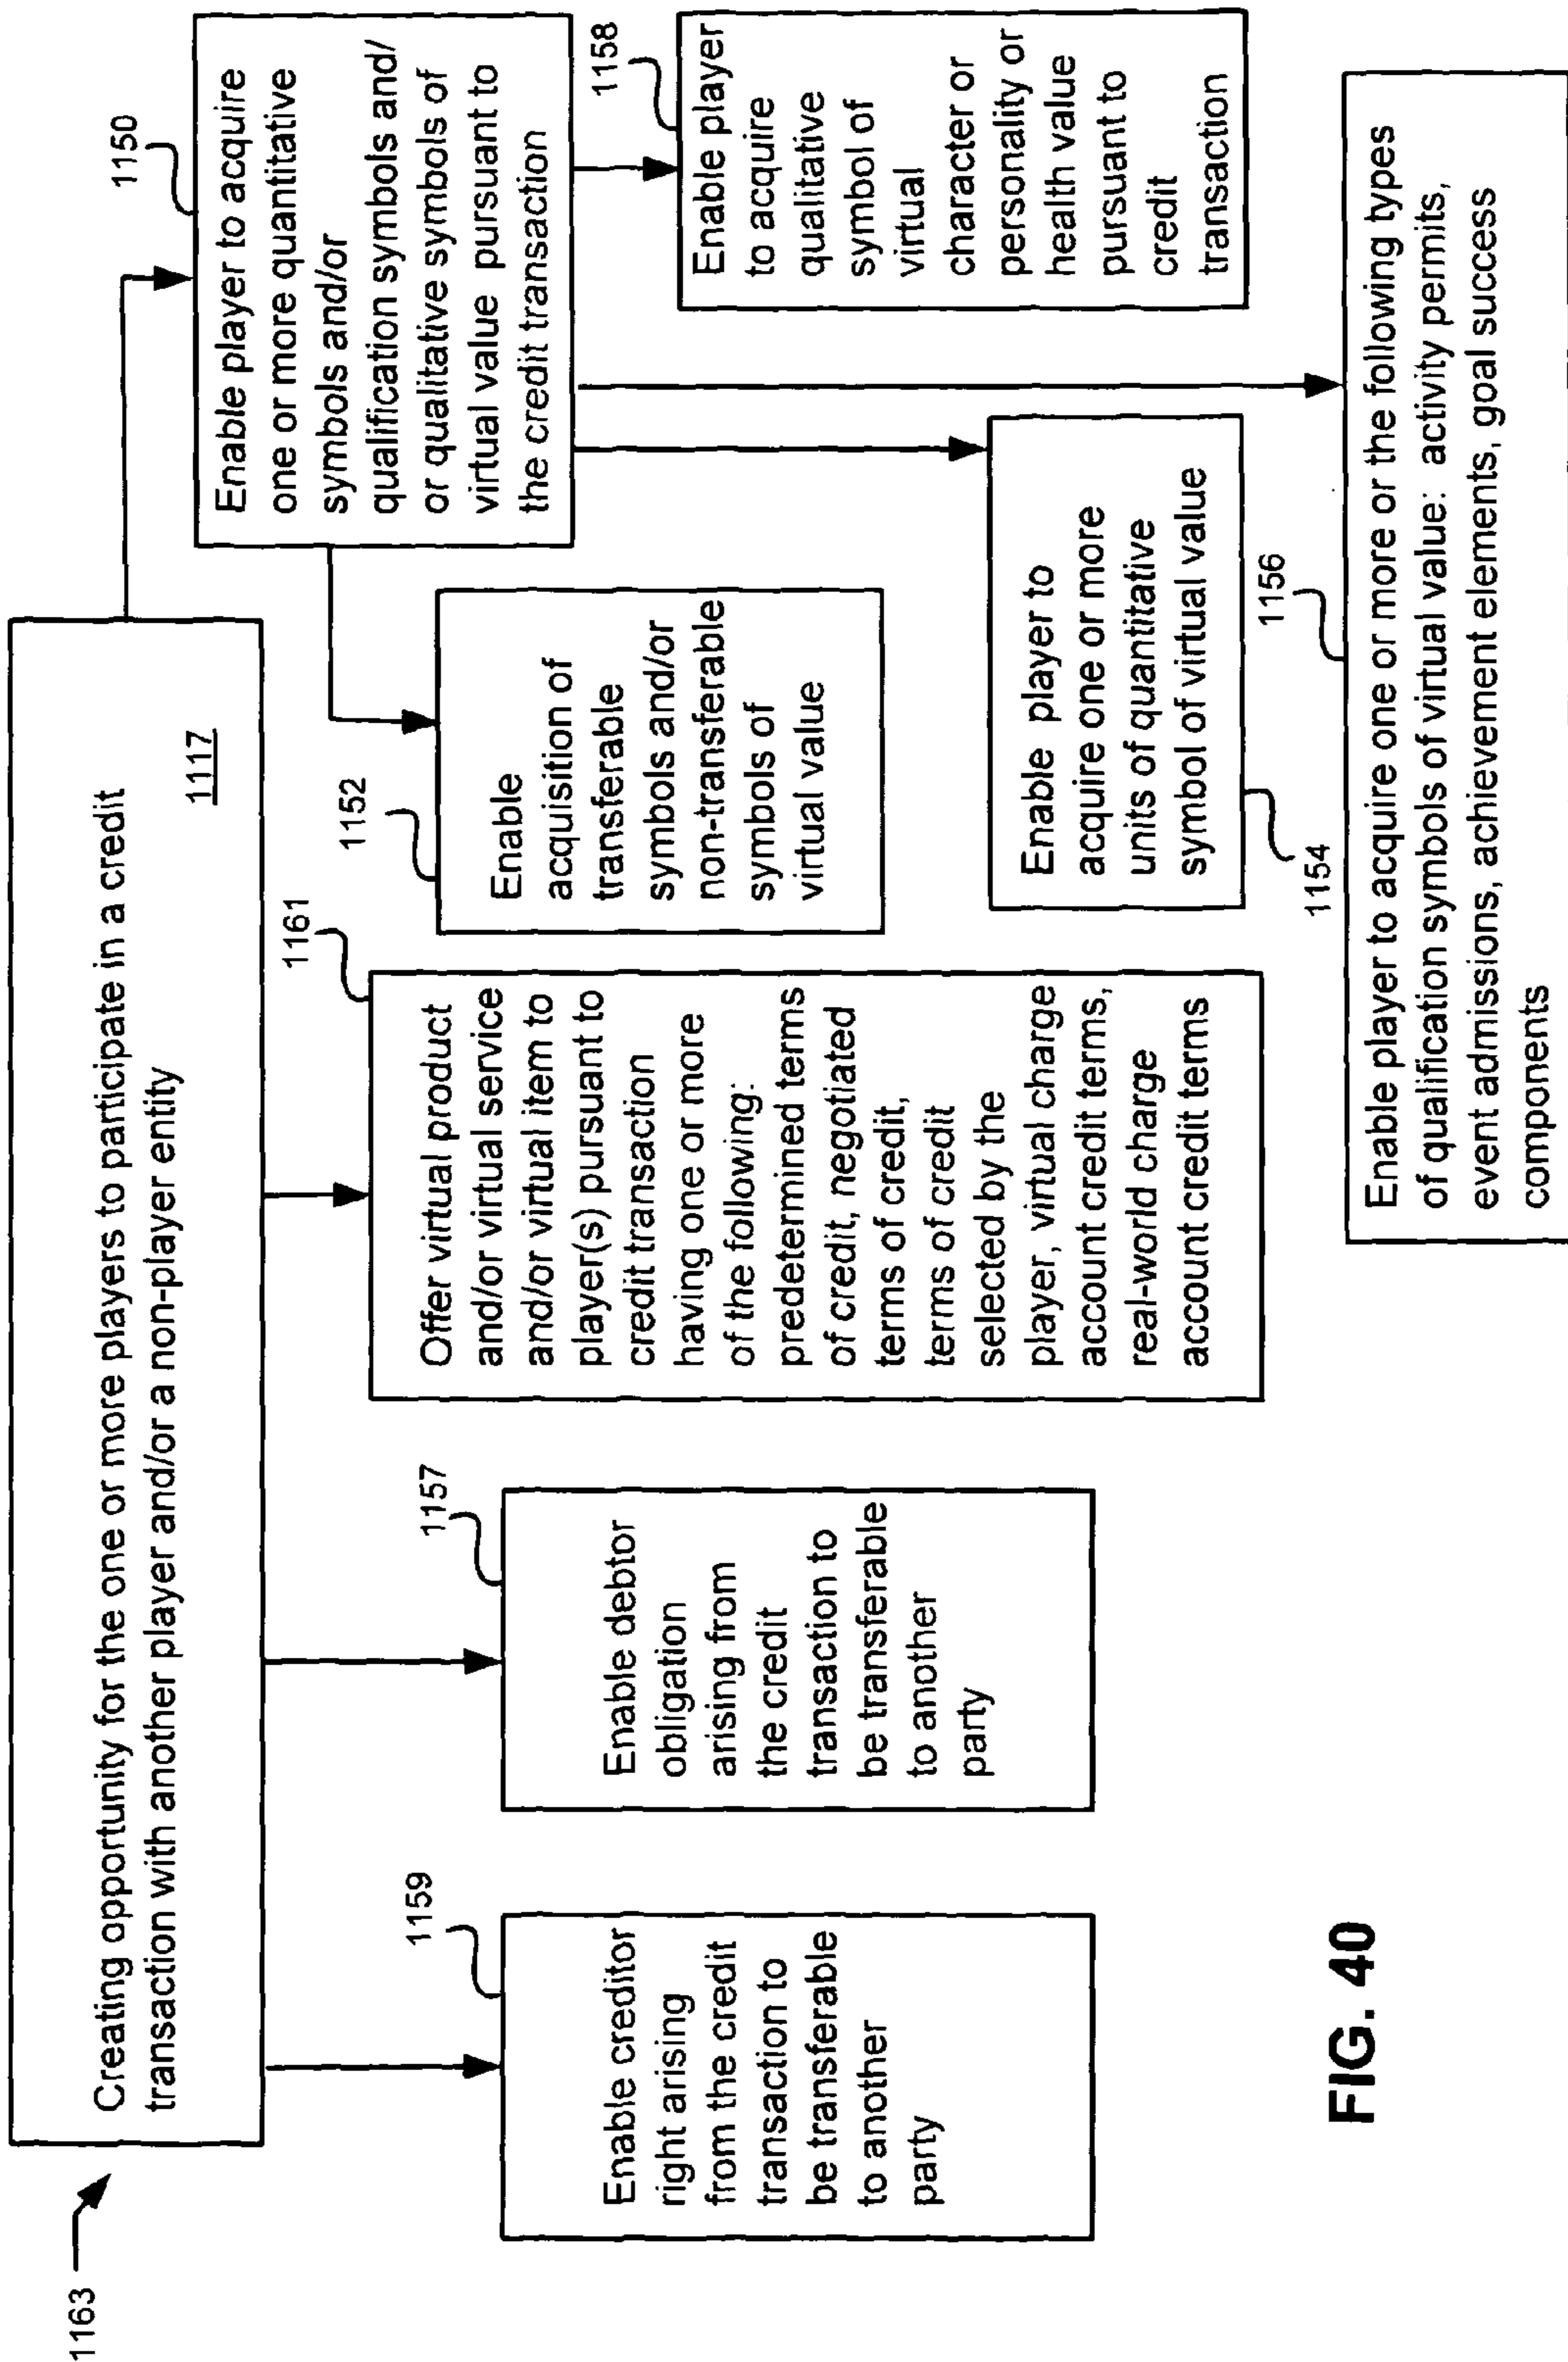 1163
Creating opportunity for the one or more players to participate in a credit
transaction with another player and/or a non-player entity
1117
1159
Enable creditor
right arising
from the credit
transaction to
be transferable
to another
party
1157
Enable debtor
obligation
arising from
the credit
transaction to
be transferable
to another
party
1161
Offer virtual product
and/or virtual service
and/or virtual item to
player(s) pursuant to
credit transaction
having one or more
of the following:
predetermined terms
of credit, negotiated
terms of credit,
terms of credit
selected by the
player, virtual charge
account credit terms,
real-world charge
account credit terms
1150
Enable player to acquire
one or more quantitative
symbols and/or
qualification symbols and/
or qualitative symbols of
virtual value pursuant to
the credit transaction
1152
Enable
acquisition of
transferable
symbols and/or
non-transferable
symbols of
virtual value
1154
Enable player to
acquire one or more
units of quantitative
symbol of virtual value
1158
Enable player
to acquire
qualitative
symbol of
virtual
character or
personality or
health value
pursuant to
credit
transaction
1156
Enable player to acquire one or more or the following types
of qualification symbols of virtual value: activity permits,
event admissions, achievement elements, goal success
components
FIG. 40